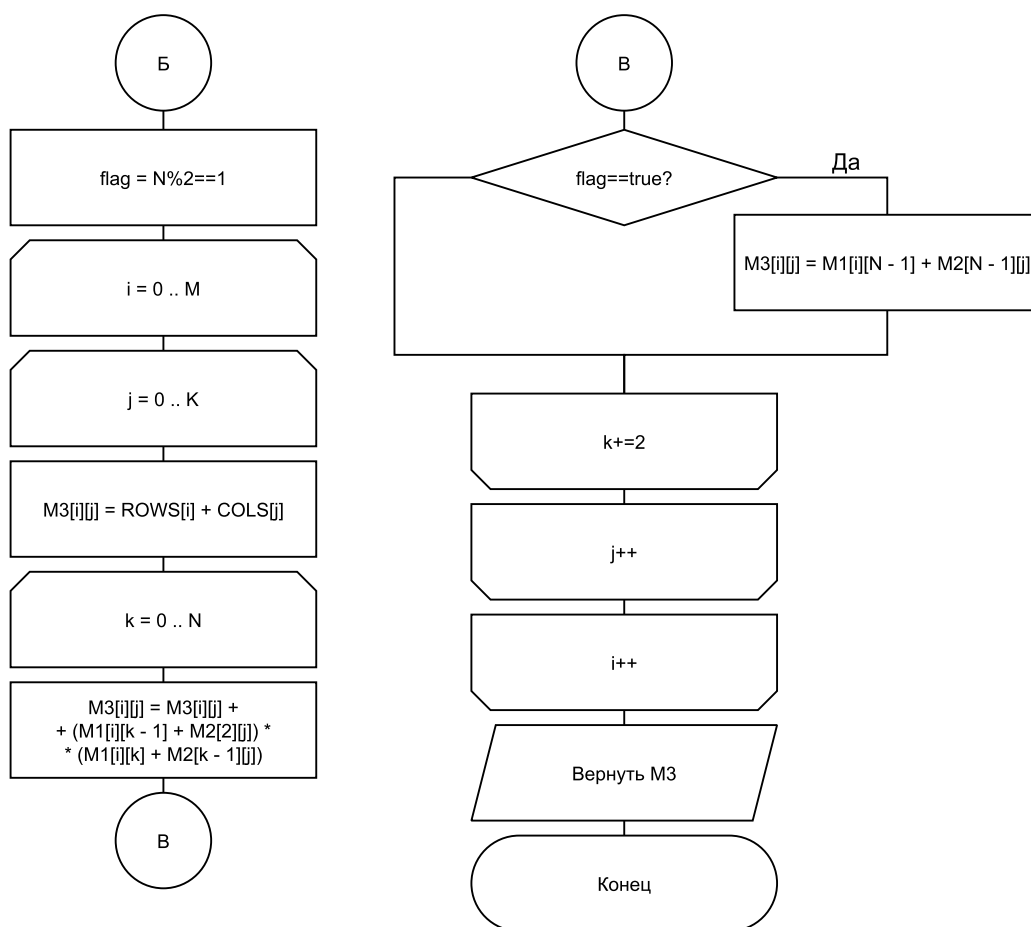 Б
flag = N%2==1
i = 0 .. M
j = 0 .. K
M3[i][j] = ROWS[i] + COLS[j]
k = 0 .. N
M3[i][j] = M3[i][j] +
+ (M1[i][k - 1] + M2[2][j]) *
* (M1[i][k] + M2[k - 1][j])
В
В
flag==true?
Да
M3[i][j] = M1[i][N - 1] + M2[N - 1][j]
k+=2
j++
i++
Вернуть M3
Конец